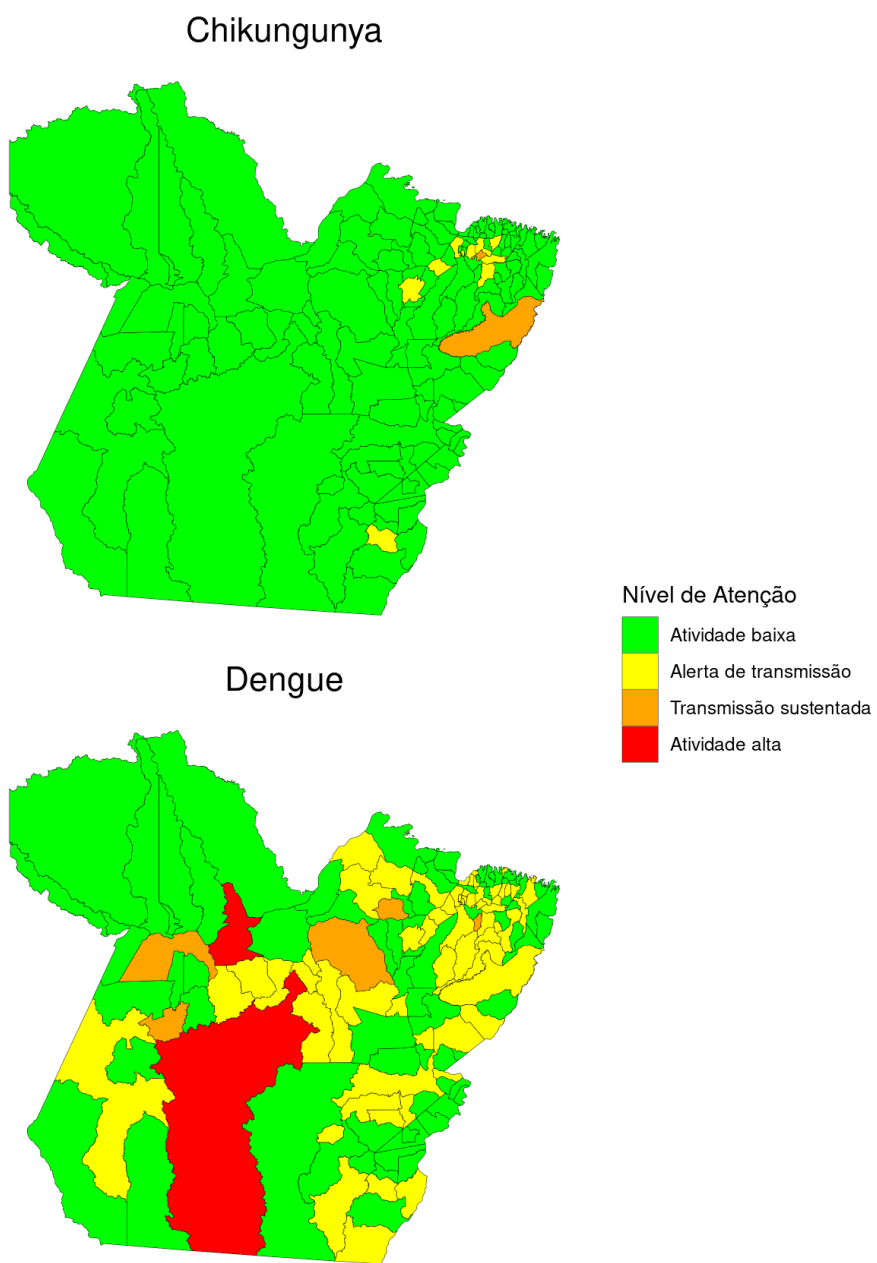 Chikungunya
Nível de Atenção
Atividade baixa
Alerta de transmissão
Transmissão sustentada
Atividade alta
Dengue